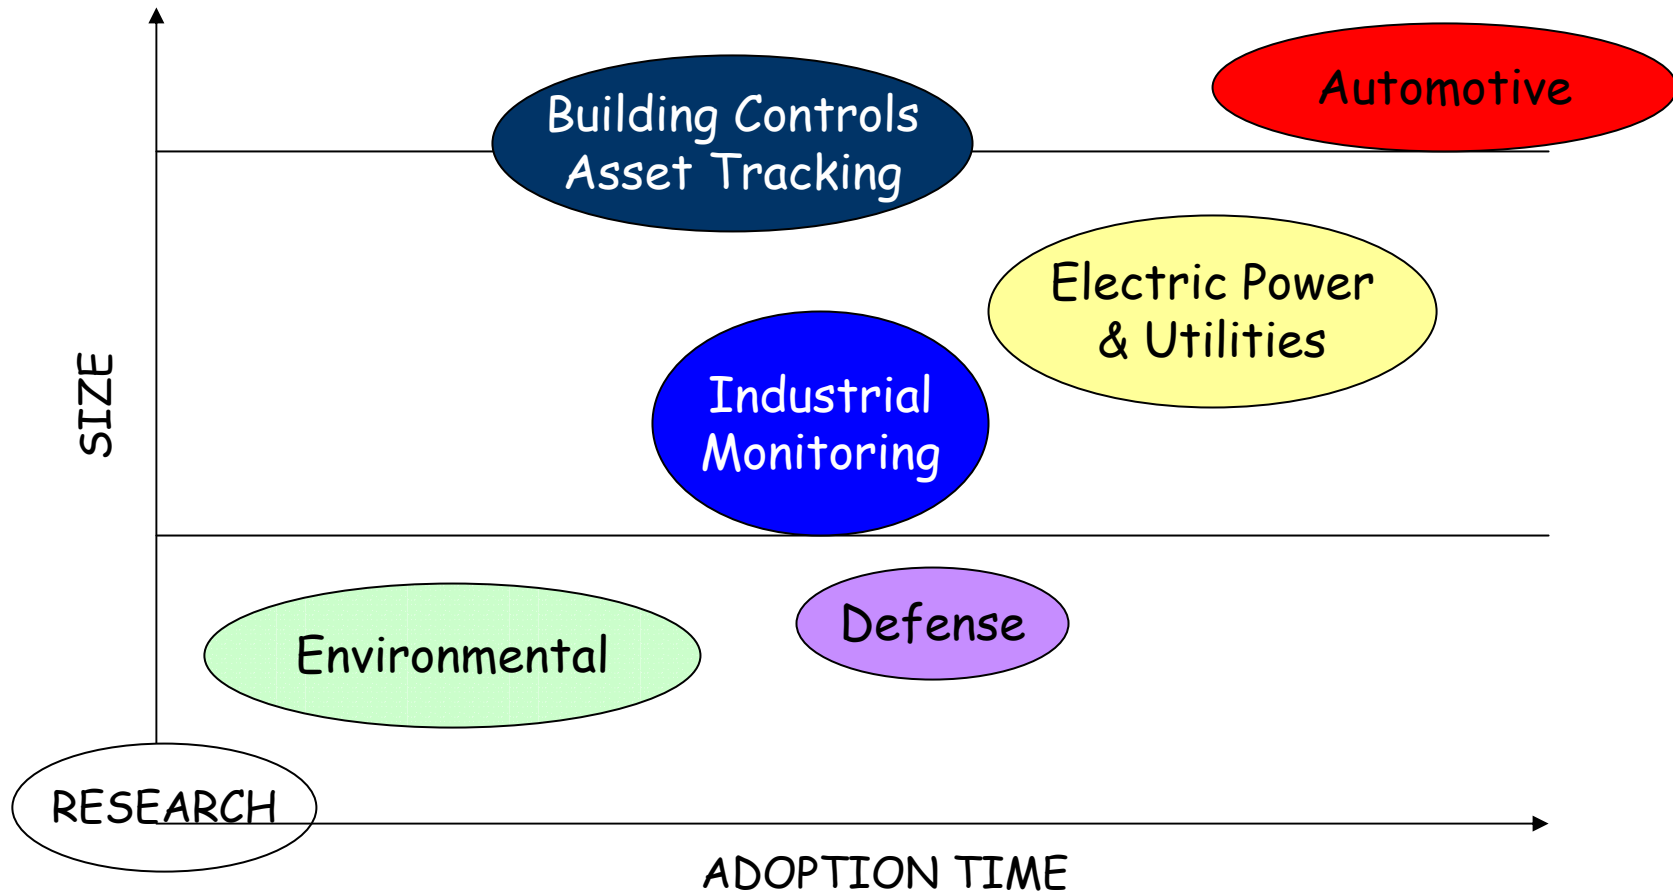 Automotive
Building Controls
Asset Tracking
Electric Power
& Utilities
SIZE
Industrial
Monitoring
Defense
Environmental
RESEARCH
ADOPTION TIME